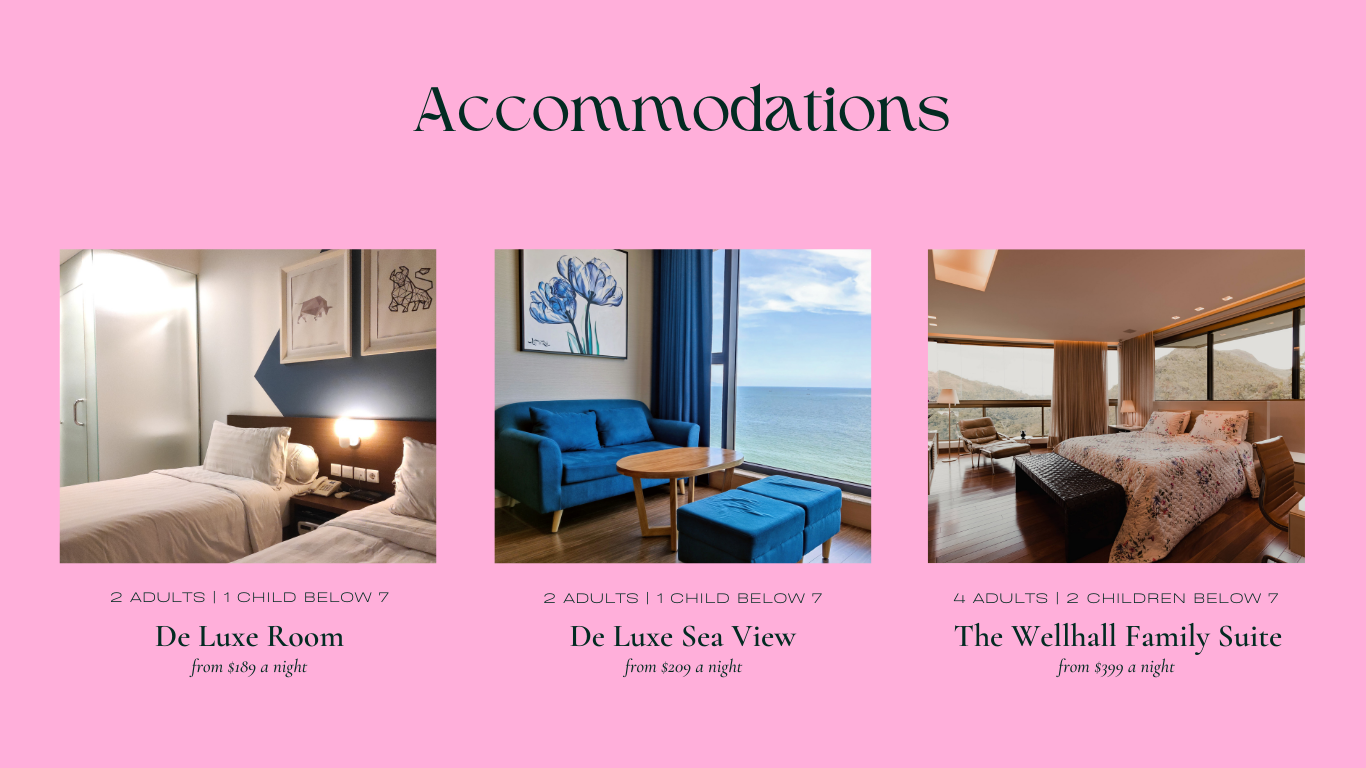 Accommodations
2 ADULTS | 1 CHILD BELOW 7
De Luxe Room
from $189 a night
2 ADULTS | 1 CHILD BELOW 7
De Luxe Sea View
from $209 a night
4 ADULTS | 2 CHILDREN BELOW 7
The Wellhall Family Suite
from $399 a night